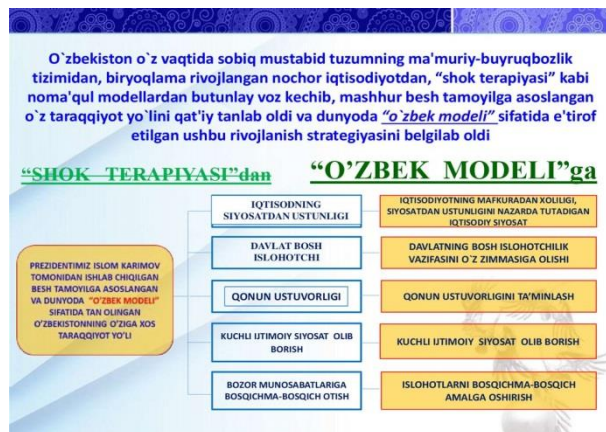 O`zbekiston o`z vaqtida sobiq mustabid tuzumning ma'muriy-buyruqbozlik
tizimidan, biryoqlama rivojlangan nochor iqtisodiyotdan, “shok terapiyasi” kabi
noma'qul modellardan butunlay voz kechib, mashhur besh tamoyilga asoslangan
o`z taraqqiyot yo`lini qat'iy tanlab oldi va dunyoda “o`zbek modeli” sifatida e'tirof
etilgan ushbu rivojlanish strategiyasini belgilab oldi
“SHOK TERAPIYASI”dan
“O’ZBEK MODELI”ga
PREZIDENTIMIZ ISLOM KARIMOV
TOMONIDAN ISHLAB CHIQILGAN
BESH TAMOYILGA ASOSLANGAN
VA DUNYODA “O’ZBEK MODELI”
SIFATIDA TAN OLINGAN
O’ZBEKISTONNING O’ZIGA XOS
TARAQQIYOT YO’LI
IQTISODNING
SIYOSATDAN USTUNLIGI
IQTISODIYOTNING MAFKURADAN XOLILIGI,
SIYOSATDAN USTUNLIGINI NAZARDA TUTADIGAN
IQTISODIY SIYOSAT
DAVLAT BOSH
ISLOHOTCHI
DAVLATNING BOSH ISLOHOTCHILIK
VAZIFASINI O`Z ZIMMASIGA OLISHI
QONUN USTUVORLIGI
QONUN USTUVORLIGINI TA’MINLASH
KUCHLI IJTIMOIY SIYOSAT OLIB
BORISH
KUCHLI IJTIMOIY SIYOSAT OLIB BORISH
BOZOR MUNOSABATLARIGA
BOSQICHMA-BOSQICH OTISH
ISLOHOTLARNI BOSQICHMA-BOSQICH
AMALGA OSHIRISH